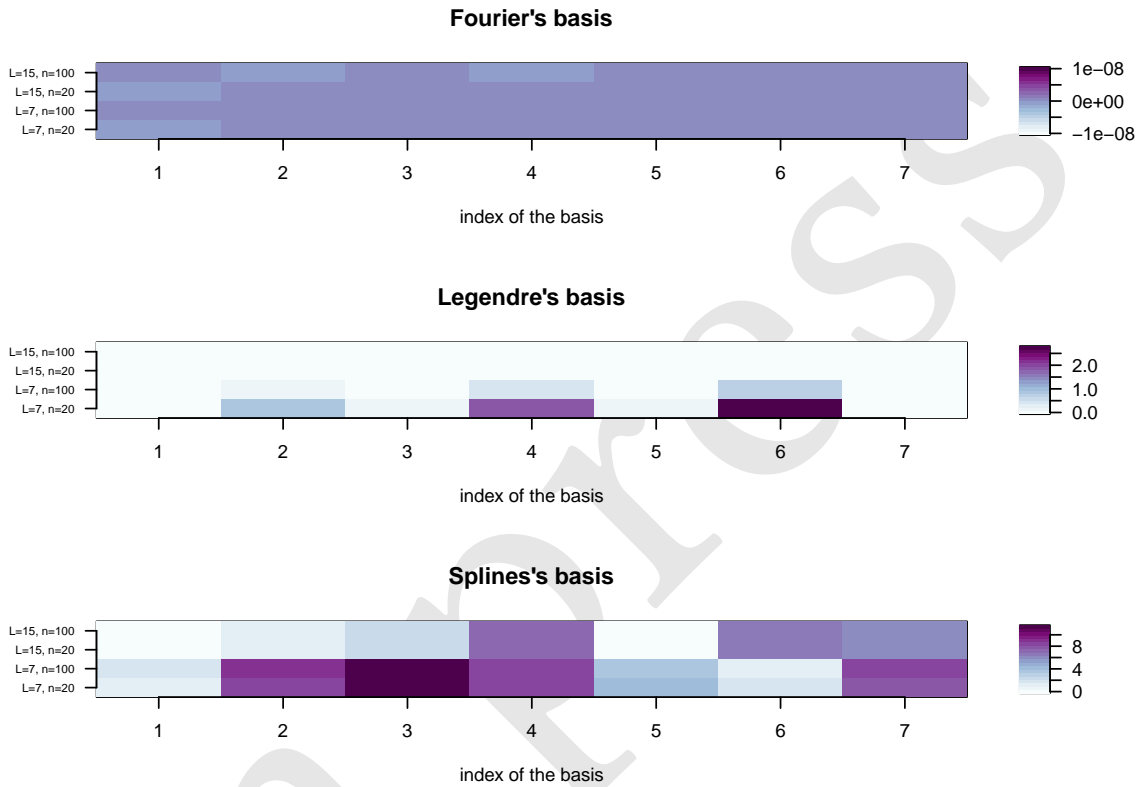 Fourier's basis
L=15, n=100
L=15, n=20
L=7, n=100
L=7, n=20
1e−08
0e+00
−1e−08
1 2 3 4 5 6 7
index of the basis
Legendre's basis
L=15, n=100
L=15, n=20
L=7, n=100
L=7, n=20
2.0
1.0
0.0
1 2 3 4 5 6 7
index of the basis
Splines's basis
L=15, n=100
L=15, n=20
L=7, n=100
L=7, n=20
8
4
0
1 2 3 4 5 6 7
index of the basis
press